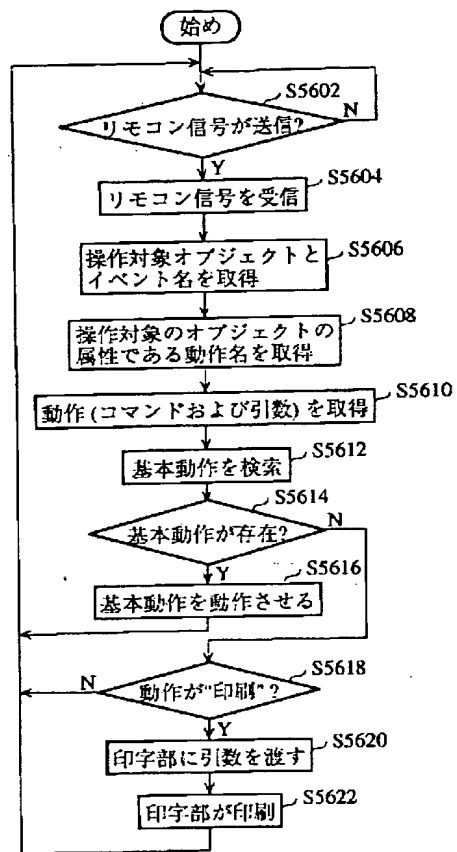 始め
S5602
リモコン信号が送信?
N
Y
S5604
リモコン信号を受信
S5606
操作対象オブジェクトと
イベント名を取得
S5608
操作対象のオブジェクトの
属性である動作名を取得
S5610
動作(コマンドおよび引数)を取得
S5612
基本動作を検索
S5614
基本動作が存在?
N
Y
S5616
基本動作を動作させる
S5618
N
動作が"印刷"?
Y
S5620
印字部に引数を渡す
S5622
印字部が印刷